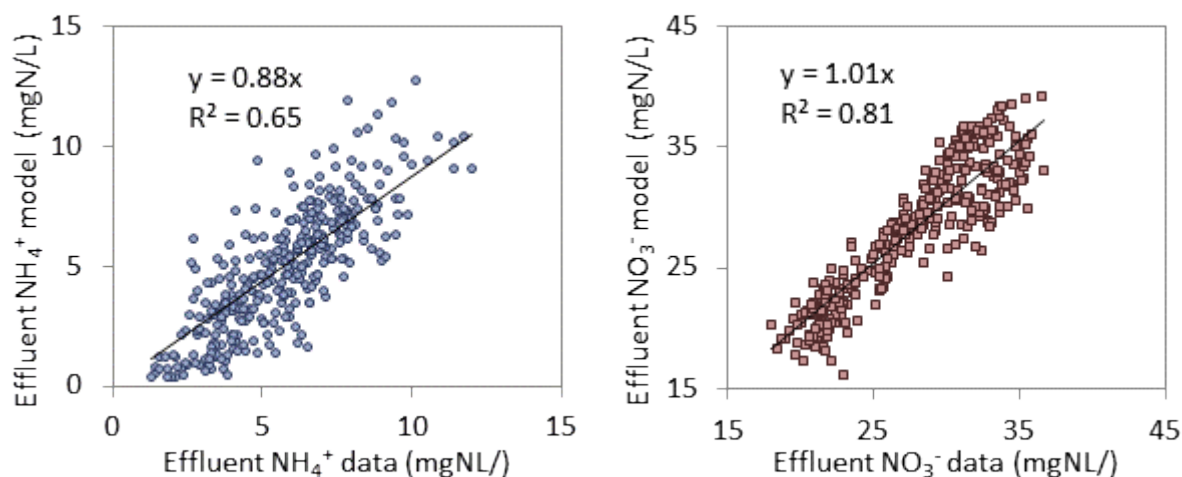 Effluent NH₄⁺ model (mgN/L)
15
10
5
0
y = 0.88x
R² = 0.65
0 5 10 15
Effluent NH₄⁺ data (mgNL/)
Effluent NO₃⁻ model (mgN/L)
45
35
25
15
y = 1.01x
R² = 0.81
15 25 35 45
Effluent NO₃⁻ data (mgNL/)